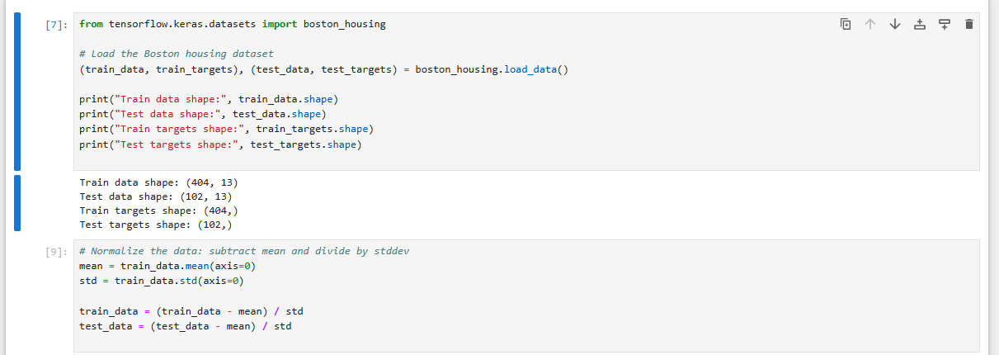 [7]:
from tensorflow.keras.datasets import boston_housing
# Load the Boston housing dataset
(train_data, train_targets), (test_data, test_targets) = boston_housing.load_data()
print("Train data shape:", train_data.shape)
print("Test data shape:", test_data.shape)
print("Train targets shape:", train_targets.shape)
print("Test targets shape:", test_targets.shape)
Train data shape: (404, 13)
Test data shape: (102, 13)
Train targets shape: (404,)
Test targets shape: (102,)
[9]:
# Normalize the data: subtract mean and divide by stddev
mean = train_data.mean(axis=0)
std = train_data.std(axis=0)
train_data = (train_data - mean) / std
test_data = (test_data - mean) / std